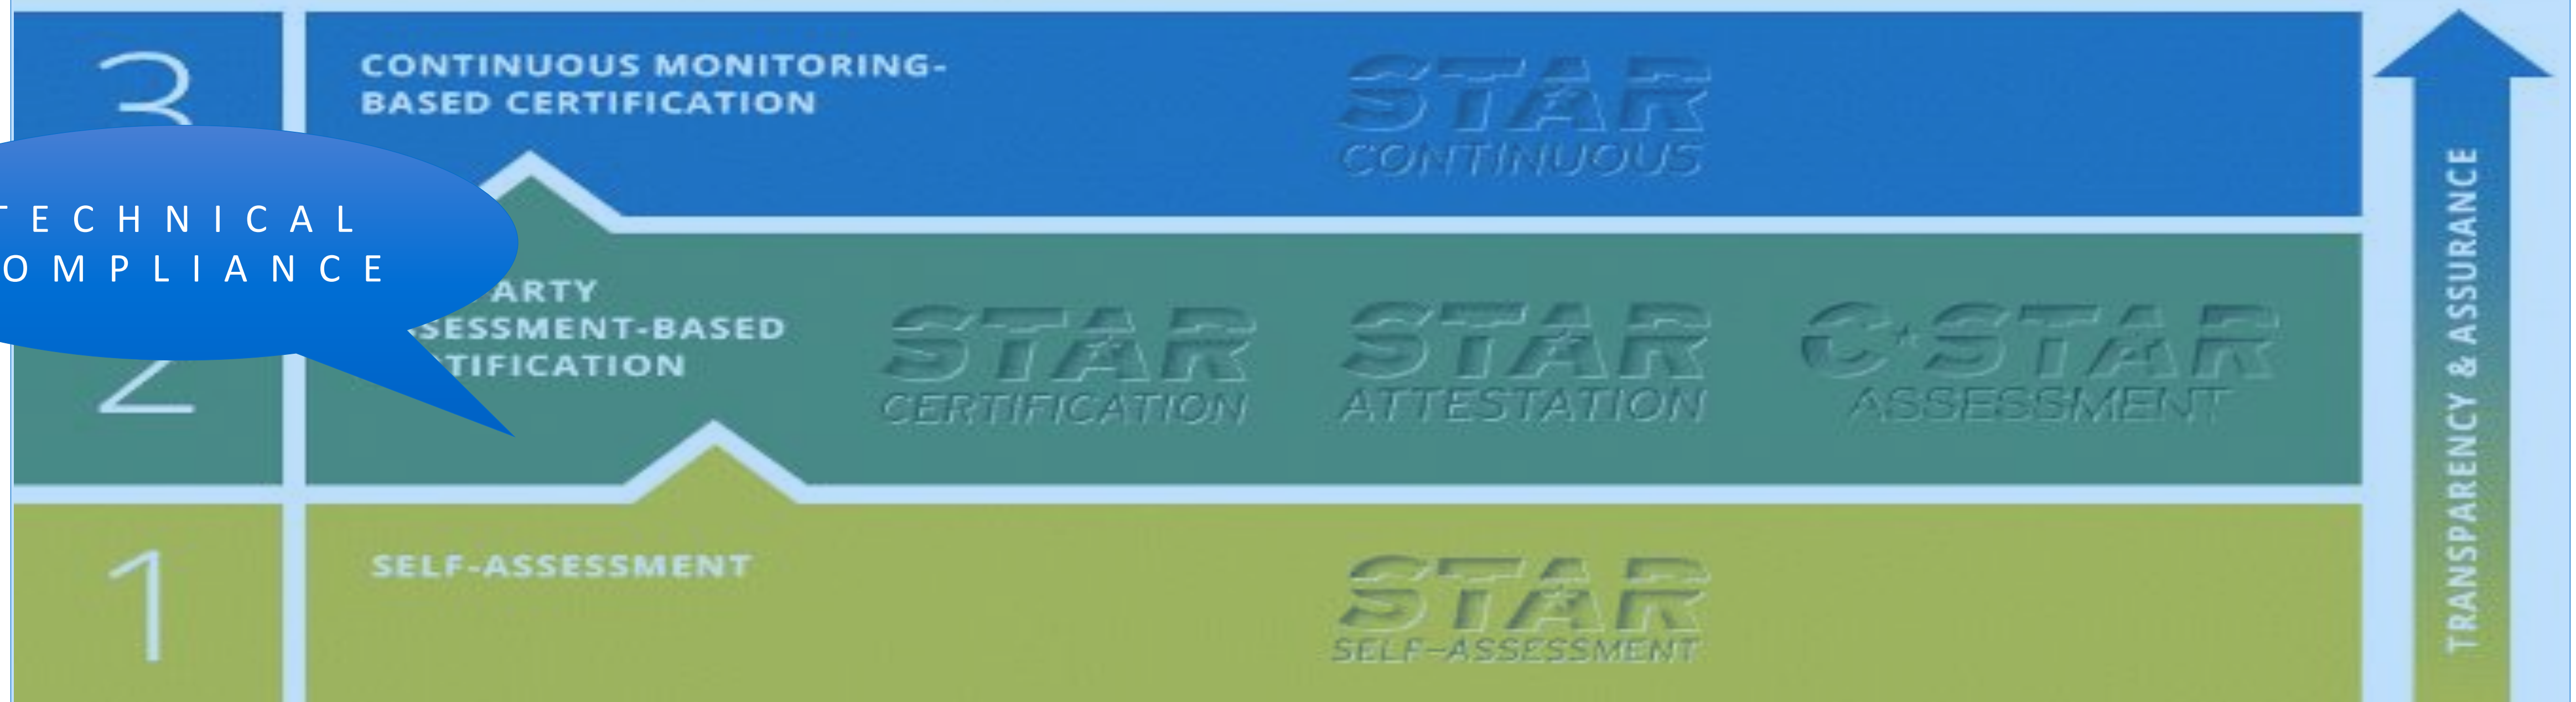 3
CONTINUOUS MONITORING-
BASED CERTIFICATION
STAR
CONTINUOUS
TECHNICAL
OMPLIANCE
2
ARTY
SESSMENT-BASED
TIFICATION
STAR
CERTIFICATION
STAR
ATTESTATION
C*STAR
ASSESSMENT
1
SELF-ASSESSMENT
STAR
SELF-ASSESSMENT
TRANSPARENCY & ASSURANCE